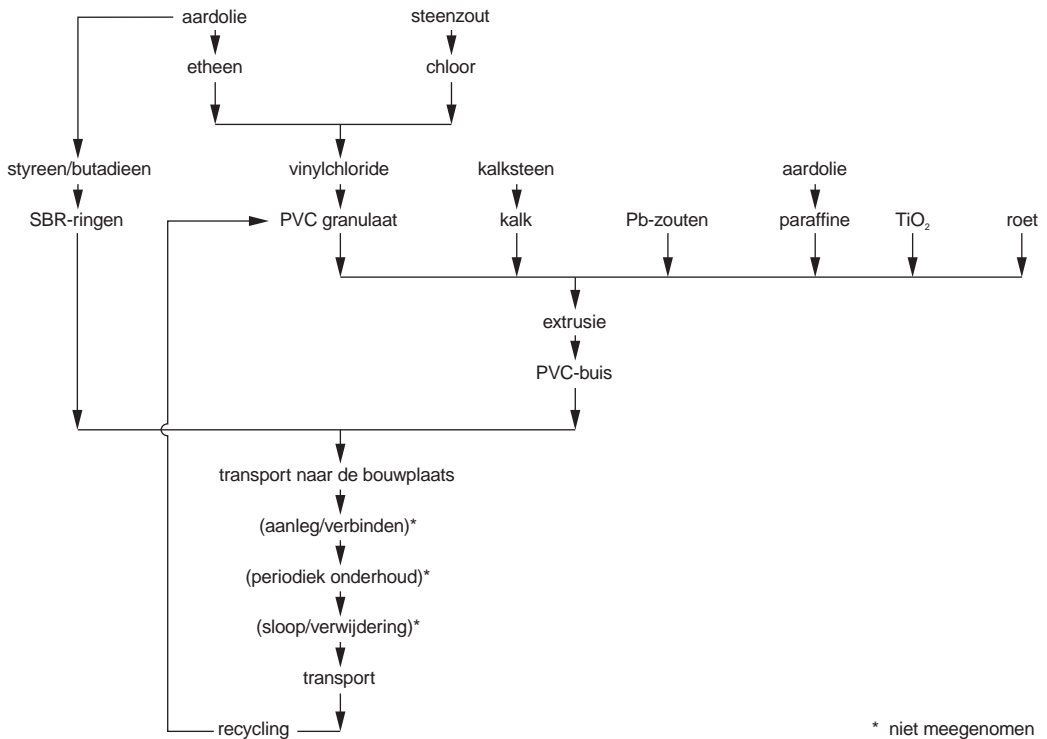 aardolie steenzout
etheen chloor
styreen/butadieen vinylchloride kalksteen aardolie
SBR-ringen PVC granulaat kalk Pb-zouten paraffine TiO₂ roet
extrusie
PVC-buis
transport naar de bouwplaats
(aanleg/verbinden)*
(periodiek onderhoud)*
(sloop/verwijdering)*
transport
recycling * niet meegenomen